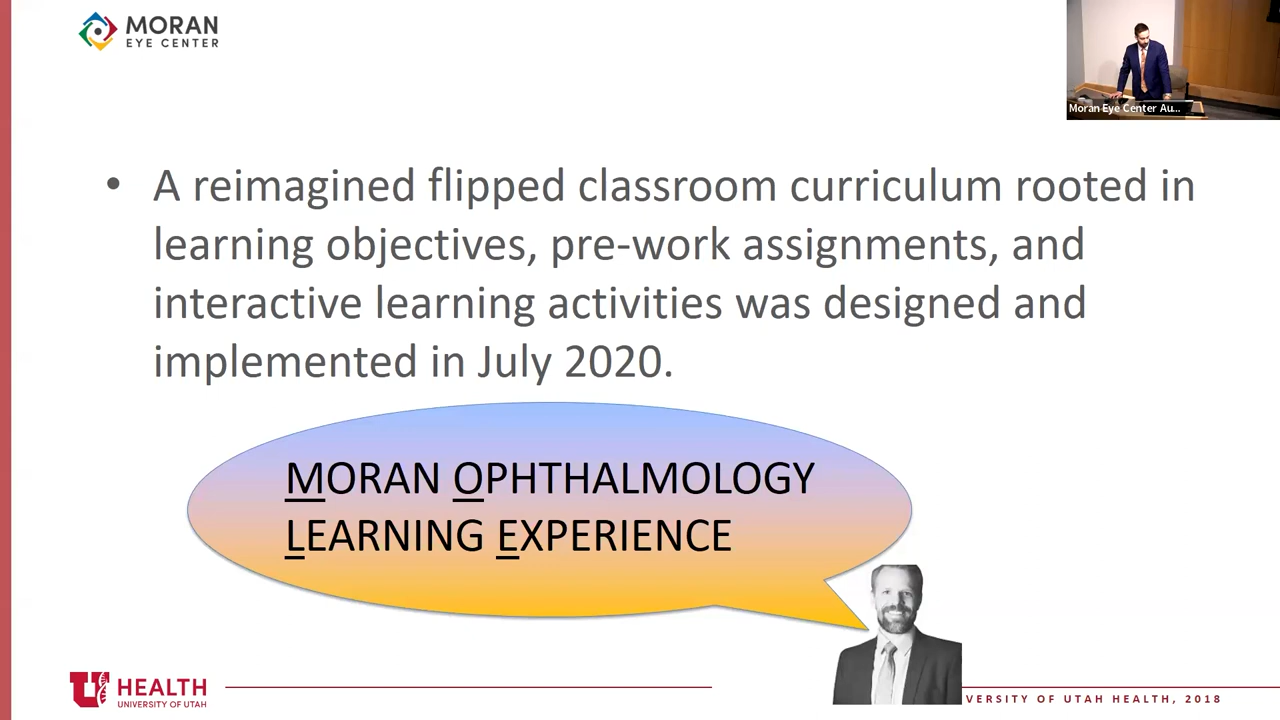 MORAN
EYE CENTER
Moran Eye Center Au...
• A reimagined flipped classroom curriculum rooted in
learning objectives, pre-work assignments, and
interactive learning activities was designed and
implemented in July 2020.
MORAN OPHTHALMOLOGY
LEARNING EXPERIENCE
U
HEALTH
UNIVERSITY OF UTAH
VERSITY OF UTAH HEALTH, 2018